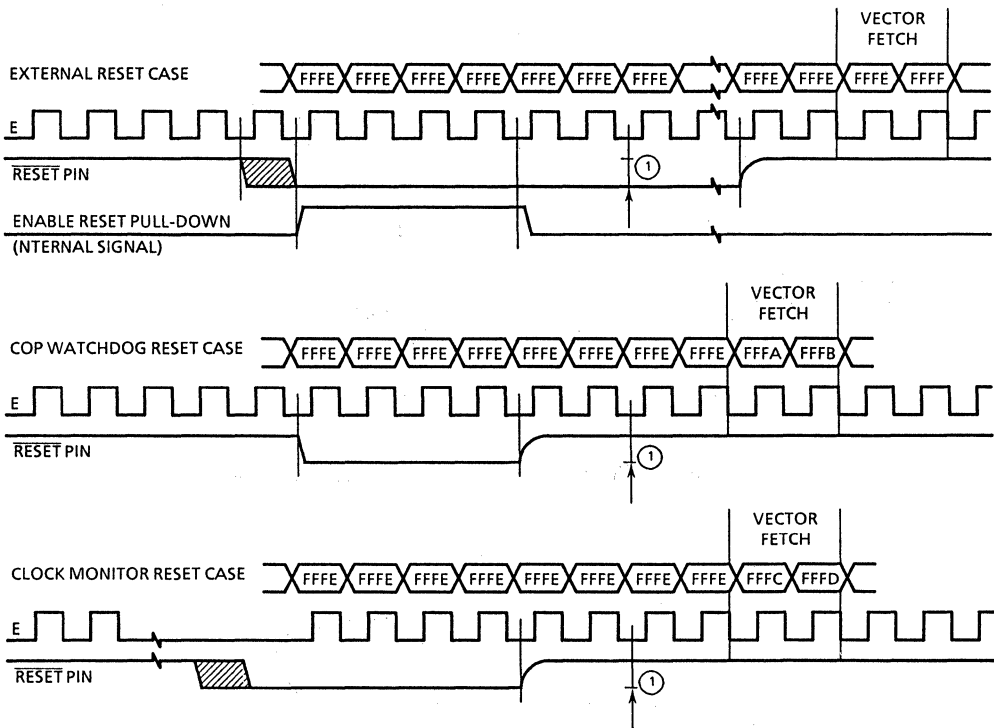 VECTOR
FETCH
EXTERNAL RESET CASE
FFFE FFFE FFFE FFFE FFFE FFFE FFFE FFFE FFFE FFFE FFFF
E
RESET PIN
1
ENABLE RESET PULL-DOWN
(NTERNAL SIGNAL)
VECTOR
FETCH
COP WATCHDOG RESET CASE
FFFE FFFE FFFE FFFE FFFE FFFE FFFE FFFE FFFA FFFB
E
RESET PIN
1
VECTOR
FETCH
CLOCK MONITOR RESET CASE
FFFE FFFE FFFE FFFE FFFE FFFE FFFE FFFE FFFC FFFD
E
RESET PIN
1